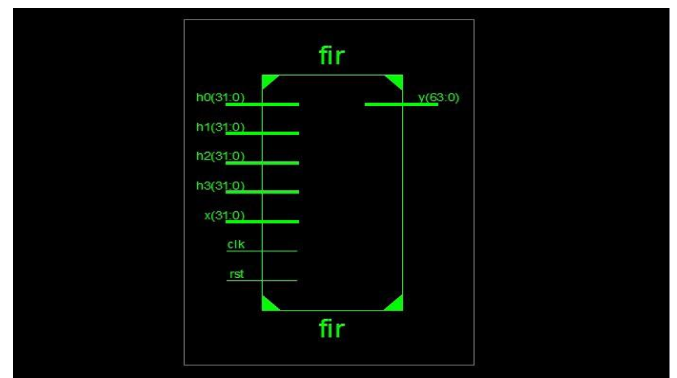 fir
h0(31:0)
y(63:0)
h1(31:0)
h2(31:0)
h3(31:0)
x(31:0)
clk
rst
fir